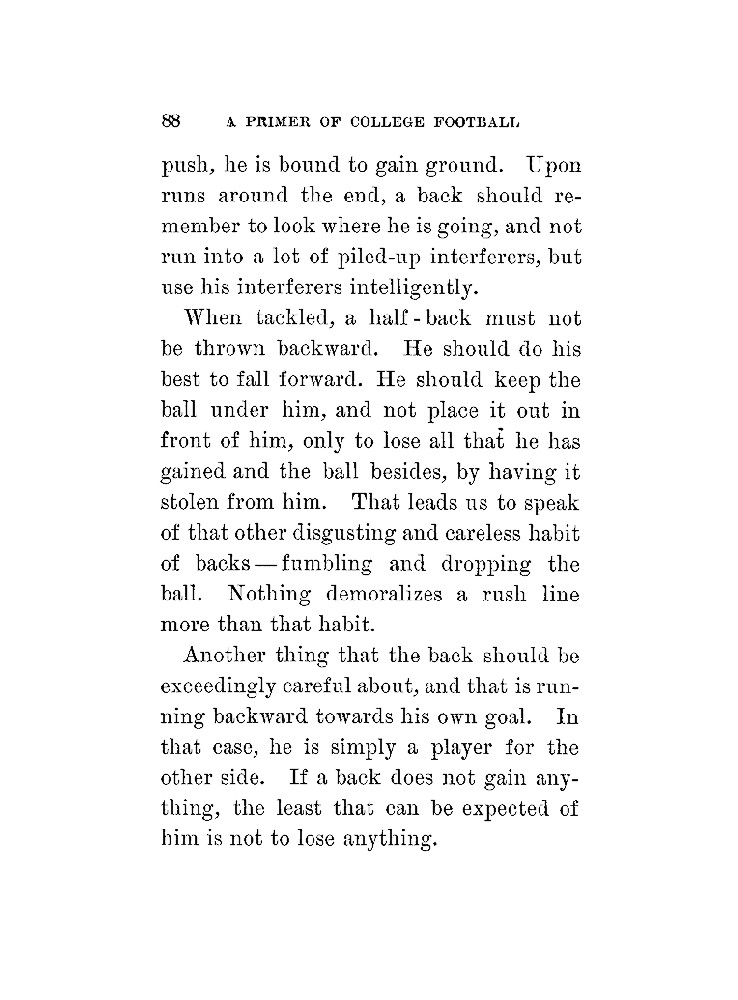 88 A PRIMER OF COLLEGE FOOTBALL
push, he is bound to gain ground. Upon
runs around the end, a back should re-
member to look where he is going, and not
run into a lot of piled-up interferers, but
use his interferers intelligently.
When tackled, a half-back must not
be thrown backward. He should do his
best to fall forward. He should keep the
ball under him, and not place it out in
front of him, only to lose all that he has
gained and the ball besides, by having it
stolen from him. That leads us to speak
of that other disgusting and careless habit
of backs—fumbling and dropping the
ball. Nothing demoralizes a rush line
more than that habit.
Another thing that the back should be
exceedingly careful about, and that is run-
ning backward towards his own goal. In
that case, he is simply a player for the
other side. If a back does not gain any-
thing, the least that can be expected of
him is not to lose anything.